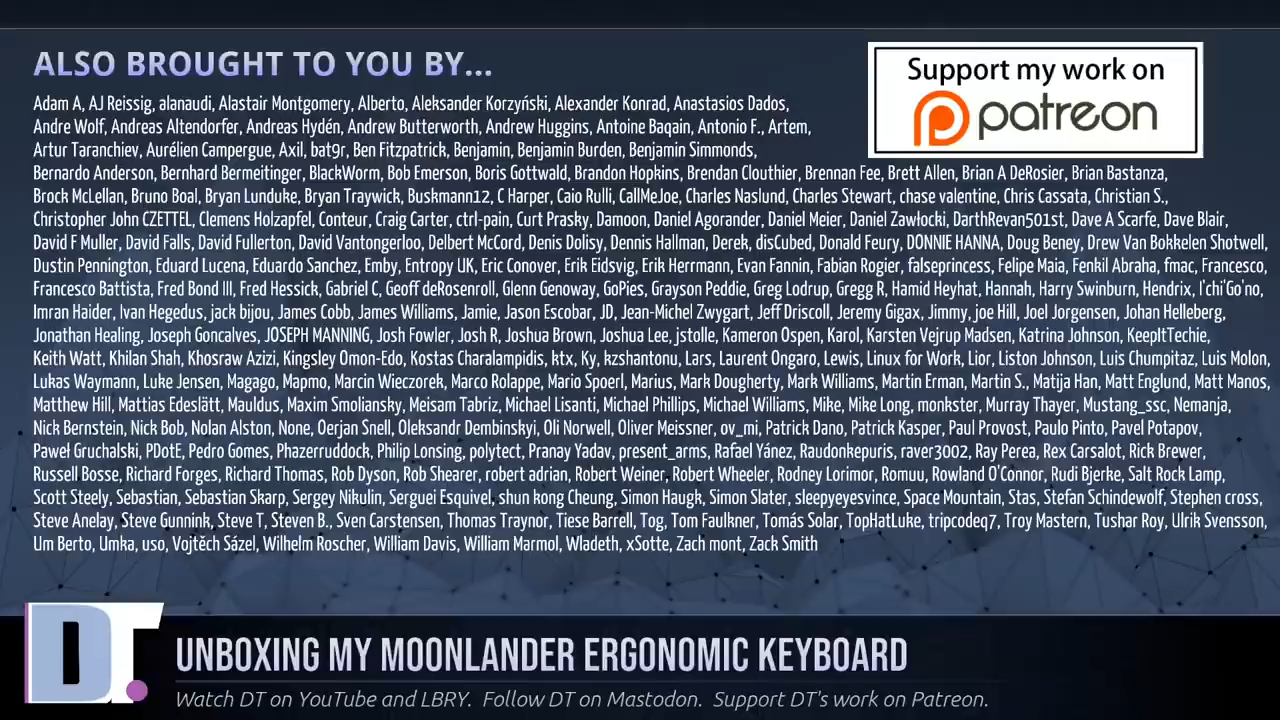 ALSO BROUGHT TO YOU BY...
Support my work on
patreon
Adam A, AJ Reissig, alanaudi, Alastair Montgomery, Alberto, Aleksander Korzyński, Alexander Konrad, Anastasios Dados,
Andre Wolf, Andreas Altendorfer, Andreas Hydén, Andrew Butterworth, Andrew Huggins, Antoine Baqain, Antonio F., Artem,
Artur Taranchiev, Aurélien Campergue, Axil, bat9r, Ben Fitzpatrick, Benjamin, Benjamin Burden, Benjamin Simmonds,
Bernardo Anderson, Bernhard Bermeitinger, BlackWorm, Bob Emerson, Boris Gottwald, Brandon Hopkins, Brendan Clouthier, Brennan Fee, Brett Allen, Brian A DeRosier, Brian Bastanza,
Brock McLellan, Bruno Boal, Bryan Lunduke, Bryan Traywick, Buskmann12, C Harper, Caio Rulli, CallMeJoe, Charles Naslund, Charles Stewart, chase valentine, Chris Cassata, Christian S.,
Christopher John CZETTEL, Clemens Holzapfel, Conteur, Craig Carter, ctrl-pain, Curt Prasky, Damoon, Daniel Agorander, Daniel Meier, Daniel Zawłocki, DarthRevan501st, Dave A Scarfe, Dave Blair,
David F Muller, David Falls, David Fullerton, David Vantongerloo, Delbert McCord, Denis Dolisy, Dennis Hallman, Derek, disCubed, Donald Feury, DONNIE HANNA, Doug Beney, Drew Van Bokkelen Shotwell,
Dustin Pennington, Eduard Lucena, Eduardo Sanchez, Emby, Entropy UK, Eric Conover, Erik Eidsvig, Erik Herrmann, Evan Fannin, Fabian Rogier, falseprincess, Felipe Maia, Fenkil Abraha, fmac, Francesco,
Francesco Battista, Fred Bond III, Fred Hessick, Gabriel C, Geoff deRosenroll, Glenn Genoway, GoPies, Grayson Peddie, Greg Lodrup, Gregg R, Hamid Heyhat, Hannah, Harry Swinburn, Hendrix, I'chi'Go'no,
Imran Haider, Ivan Hegedus, jack bijou, James Cobb, James Williams, Jamie, Jason Escobar, JD, Jean-Michel Zwygart, Jeff Driscoll, Jeremy Gigax, Jimmy, joe Hill, Joel Jorgensen, Johan Helleberg,
Jonathan Healing, Joseph Goncalves, JOSEPH MANNING, Josh Fowler, Josh R, Joshua Brown, Joshua Lee, jstolle, Kameron Ospen, Karol, Karsten Vejrup Madsen, Katrina Johnson, KeepItTechie,
Keith Watt, Khilan Shah, Khosraw Azizi, Kingsley Omon-Edo, Kostas Charalampidis, ktx, Ky, kzshantonu, Lars, Laurent Ongaro, Lewis, Linux for Work, Lior, Liston Johnson, Luis Chumpitaz, Luis Molon,
Lukas Waymann, Luke Jensen, Magago, Mapmo, Marcin Wieczorek, Marco Rolappe, Mario Spoerl, Marius, Mark Dougherty, Mark Williams, Martin Erman, Martin S., Matija Han, Matt Englund, Matt Manos,
Matthew Hill, Mattias Edeslätt, Mauldus, Maxim Smoliansky, Meisam Tabriz, Michael Lisanti, Michael Phillips, Michael Williams, Mike, Mike Long, monkster, Murray Thayer, Mustang_ssc, Nemanja,
Nick Bernstein, Nick Bob, Nolan Alston, None, Oerjan Snell, Oleksandr Dembinskyi, Oli Norwell, Oliver Meissner, ov_mi, Patrick Dano, Patrick Kasper, Paul Provost, Paulo Pinto, Pavel Potapov,
Paweł Gruchalski, PDotE, Pedro Gomes, Phazerruddock, Philip Lonsing, polytect, Pranay Yadav, present_arms, Rafael Yánez, Raudonkepuris, raver3002, Ray Perea, Rex Carsalot, Rick Brewer,
Russell Bosse, Richard Forges, Richard Thomas, Rob Dyson, Rob Shearer, robert adrian, Robert Weiner, Robert Wheeler, Rodney Lorimor, Romuu, Rowland O'Connor, Rudi Bjerke, Salt Rock Lamp,
Scott Steely, Sebastian, Sebastian Skarp, Sergey Nikulin, Serguei Esquivel, shun kong Cheung, Simon Haugk, Simon Slater, sleepyeyesvince, Space Mountain, Stas, Stefan Schindewolf, Stephen cross,
Steve Anelay, Steve Gunnink, Steve T, Steven B., Sven Carstensen, Thomas Traynor, Tiese Barrell, Tog, Tom Faulkner, Tomás Solar, TopHatLuke, tripcodeq7, Troy Mastern, Tushar Roy, Ulrik Svensson,
Um Berto, Umka, uso, Vojtěch Sázel, Wilhelm Roscher, William Davis, William Marmol, Wladeth, xSotte, Zach mont, Zack Smith
DT.
UNBOXING MY MOONLANDER ERGONOMIC KEYBOARD
Watch DT on YouTube and LBRY. Follow DT on Mastodon. Support DT's work on Patreon.